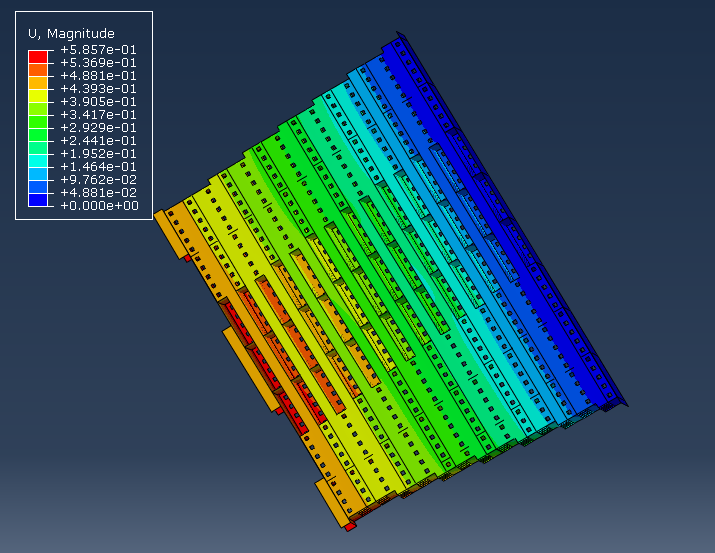 U, Magnitude
+5.857e-01
+5.369e-01
+4.881e-01
+4.393e-01
+3.905e-01
+3.417e-01
+2.929e-01
+2.441e-01
+1.952e-01
+1.464e-01
+9.762e-02
+4.881e-02
+0.000e+00